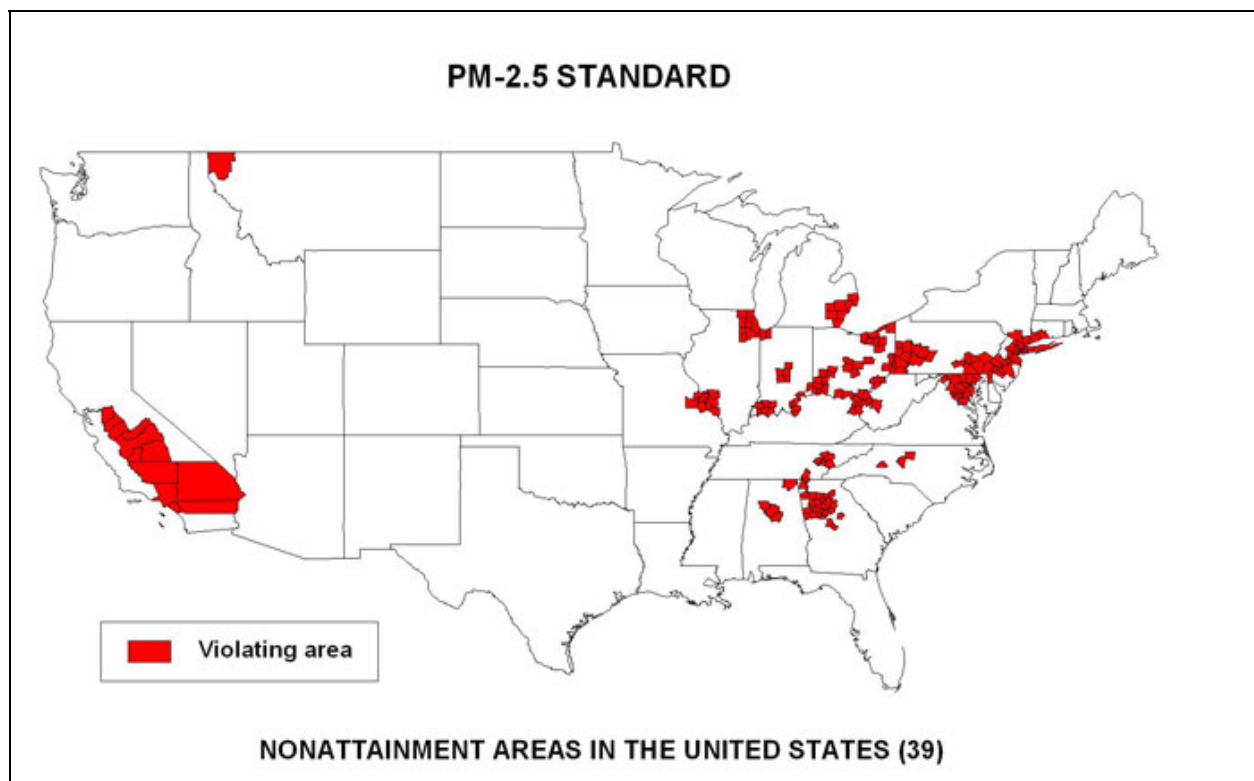 PM-2.5 STANDARD
Violating area
NONATTAINMENT AREAS IN THE UNITED STATES (39)